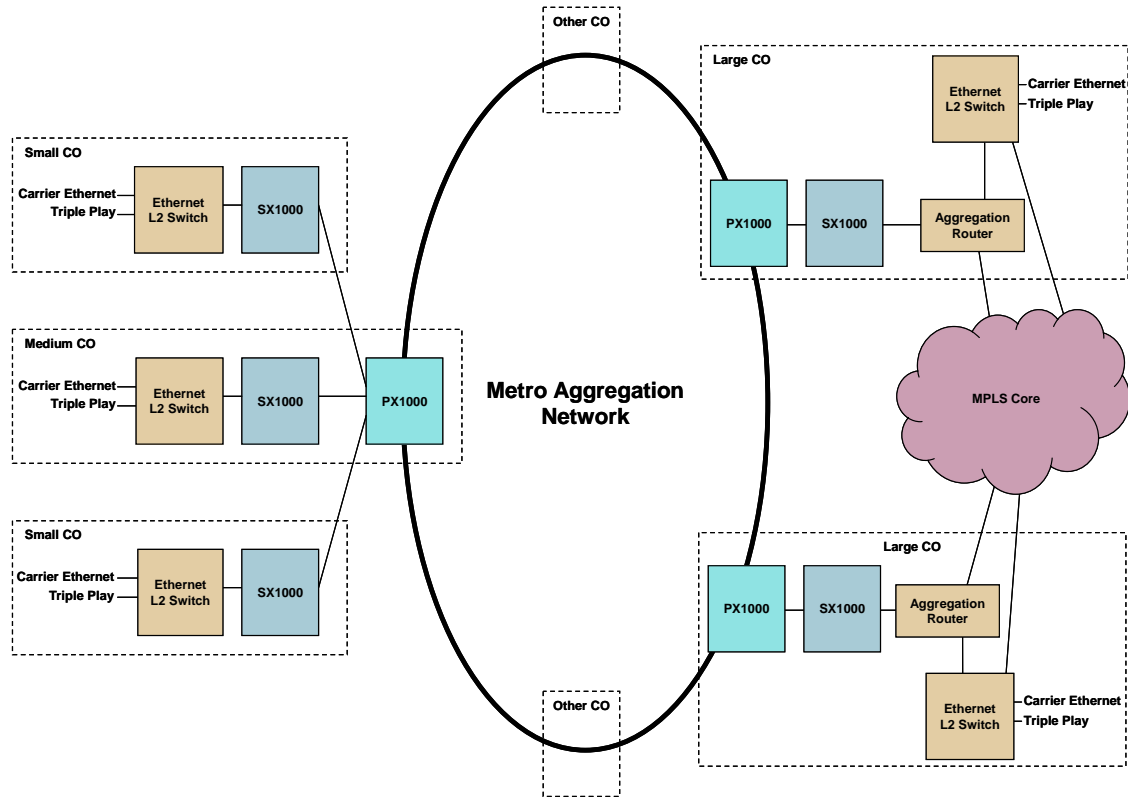 Other CO
Large CO
Ethernet
L2 Switch
Carrier Ethernet
Triple Play
PX1000
SX1000
Aggregation
Router
Small CO
Carrier Ethernet
Triple Play
Ethernet
L2 Switch
SX1000
Medium CO
Carrier Ethernet
Triple Play
Ethernet
L2 Switch
SX1000
PX1000
Metro Aggregation
Network
MPLS Core
Small CO
Carrier Ethernet
Triple Play
Ethernet
L2 Switch
SX1000
Large CO
PX1000
SX1000
Aggregation
Router
Ethernet
L2 Switch
Carrier Ethernet
Triple Play
Other CO